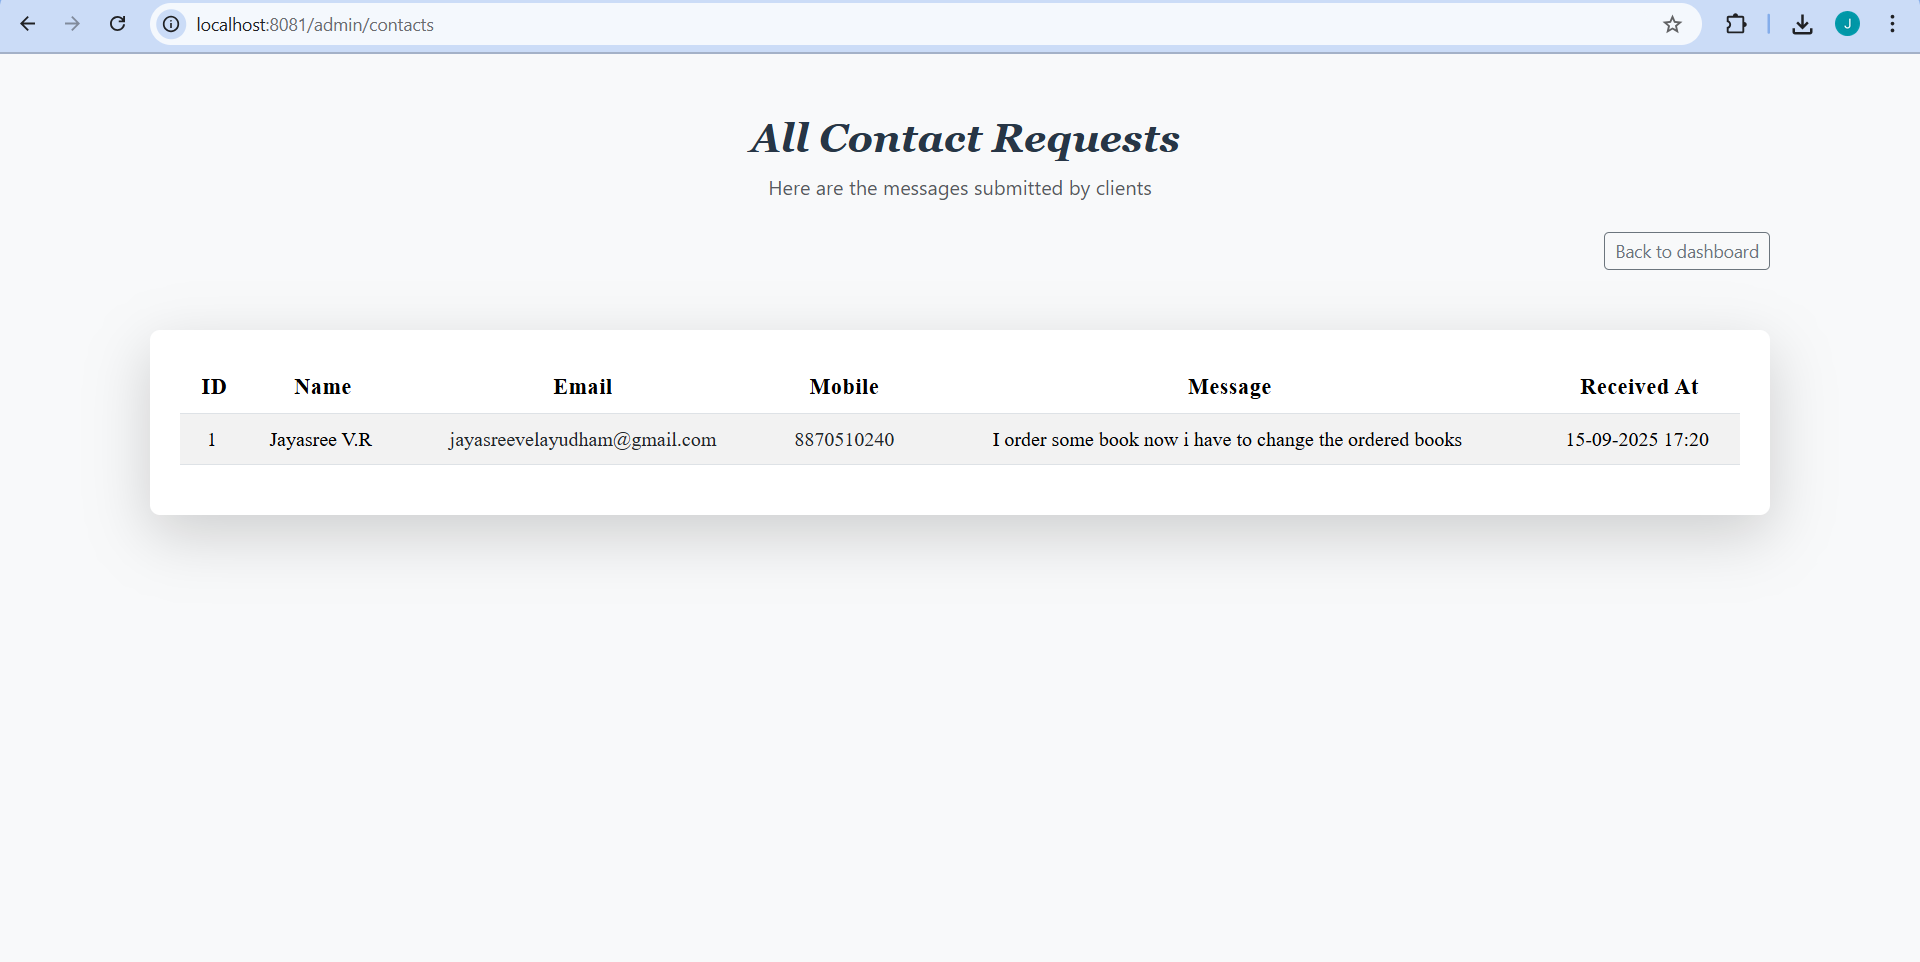 localhost:8081/admin/contacts
J
All Contact Requests
Here are the messages submitted by clients
Back to dashboard
ID Name Email Mobile Message Received At
1 Jayasree V.R jayasreevelayudham@gmail.com 8870510240 I order some book now i have to change the ordered books 15-09-2025 17:20